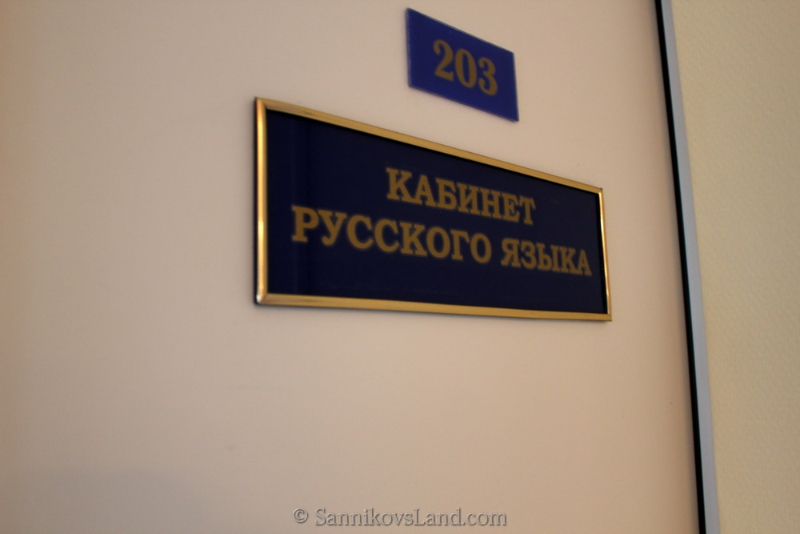 203
КАБИНЕТ
РУССКОГО ЯЗЫКА
© SannikovsLand.com